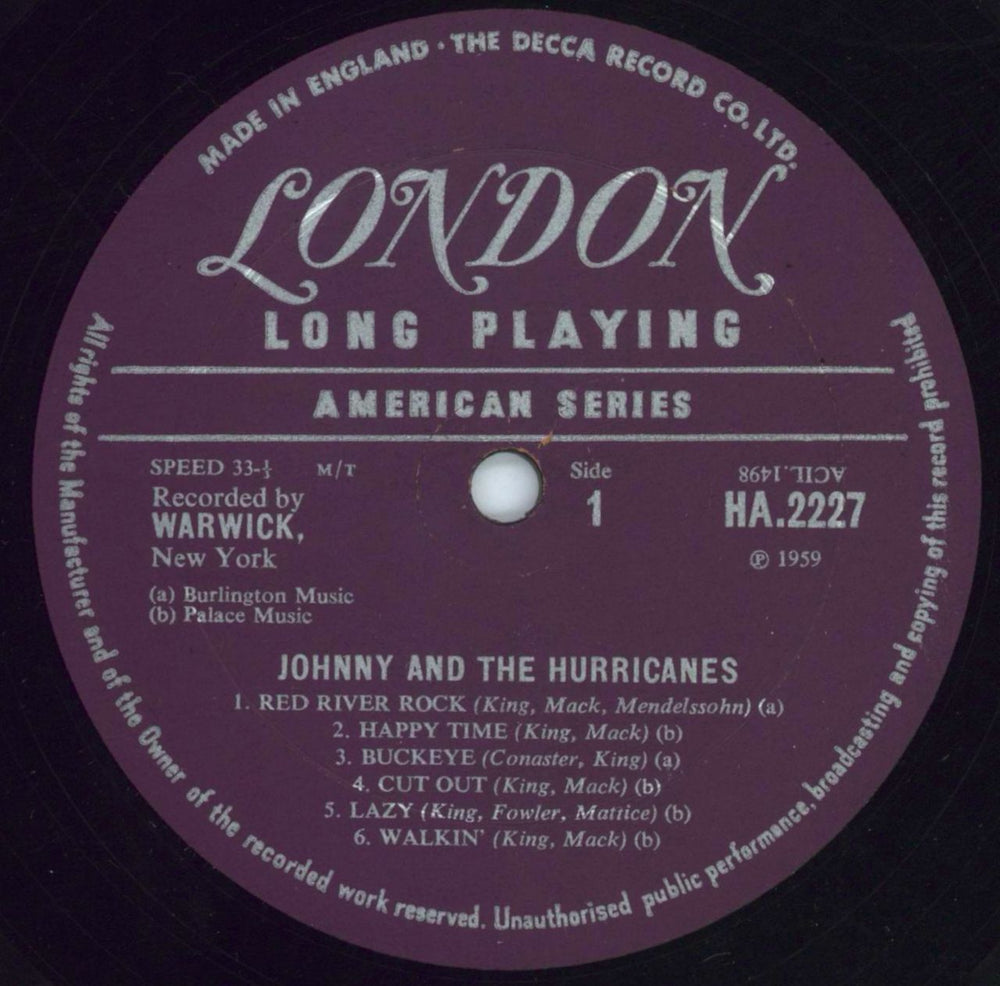 MADE IN ENGLAND · THE DECCA RECORD CO. LTD.
LONDON
LONG PLAYING
AMERICAN SERIES
SPEED 33-⅓ M/T
Recorded by
WARWICK,
New York
(a) Burlington Music
(b) Palace Music
Side
1
ACIL.1498
HA.2227
℗ 1959
JOHNNY AND THE HURRICANES
1. RED RIVER ROCK (King, Mack, Mendelssohn) (a)
2. HAPPY TIME (King, Mack) (b)
3. BUCKEYE (Conaster, King) (a)
4. CUT OUT (King, Mack) (b)
5. LAZY (King, Fowler, Mattice) (b)
6. WALKIN' (King, Mack) (b)
All rights of the Manufacturer and of the Owner of the recorded work reserved. Unauthorised public performance, broadcasting and copying of this record prohibited